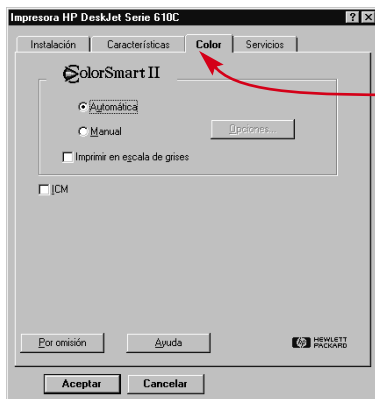 Impresora HP DeskJet Serie 610C
Instalación Características Color Servicios
ColorSmart II
Automática
Manual
Opciones...
Imprimir en escala de grises
ICM
Por omisión Ayuda
HEWLETT
PACKARD
Aceptar Cancelar